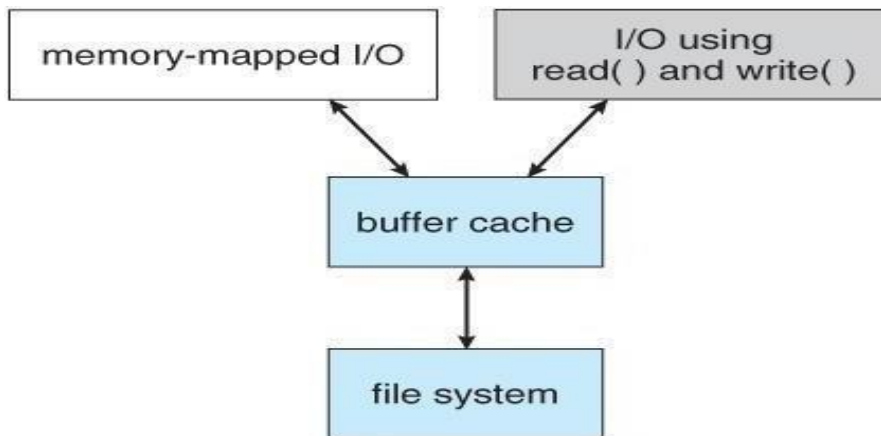 memory-mapped I/O
I/O using
read( ) and write( )
buffer cache
file system